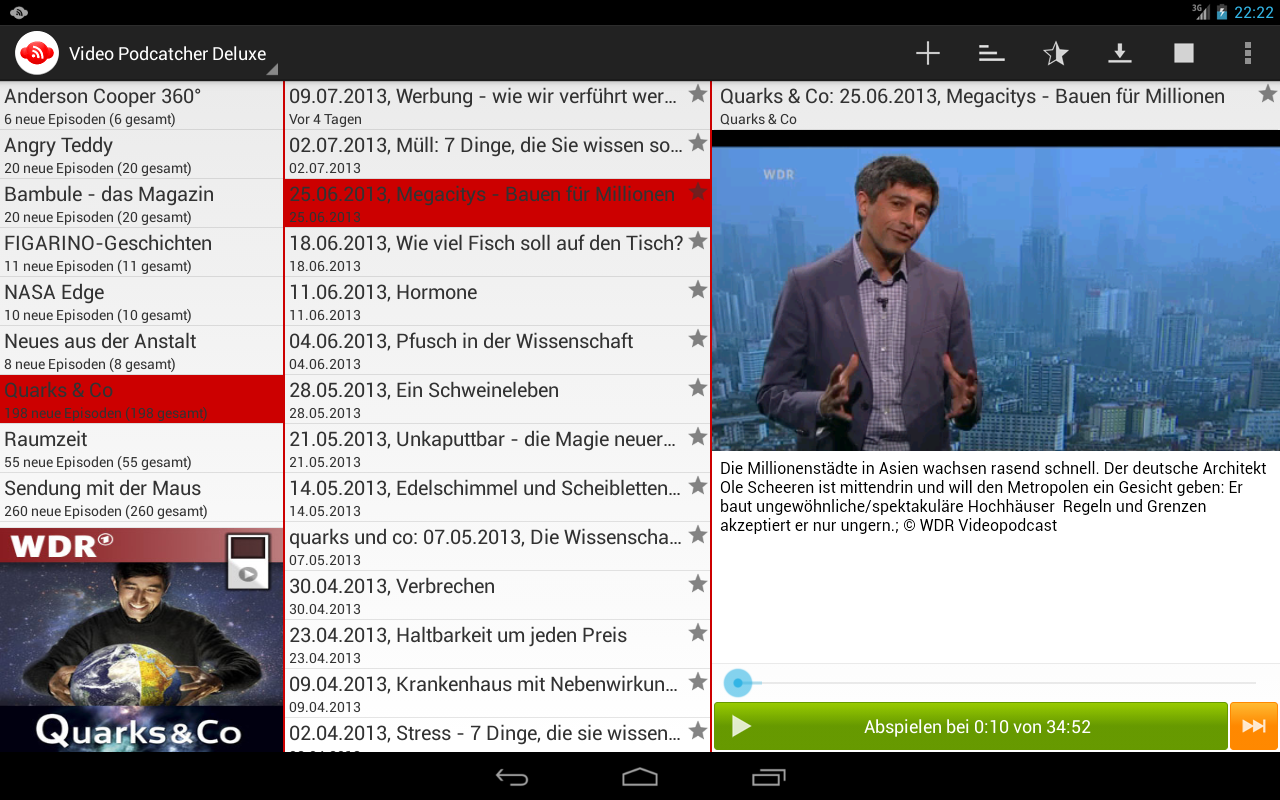 3G 22:22
Video Podcatcher Deluxe
Anderson Cooper 360°
6 neue Episoden (6 gesamt)
Angry Teddy
20 neue Episoden (20 gesamt)
Bambule - das Magazin
20 neue Episoden (20 gesamt)
FIGARINO-Geschichten
11 neue Episoden (11 gesamt)
NASA Edge
10 neue Episoden (10 gesamt)
Neues aus der Anstalt
8 neue Episoden (8 gesamt)
Quarks & Co
198 neue Episoden (198 gesamt)
Raumzeit
55 neue Episoden (55 gesamt)
Sendung mit der Maus
260 neue Episoden (260 gesamt)
WDR
Quarks&Co
09.07.2013, Werbung - wie wir verführt wer...
Vor 4 Tagen
02.07.2013, Müll: 7 Dinge, die Sie wissen so...
02.07.2013
25.06.2013, Megacitys - Bauen für Millionen
25.06.2013
18.06.2013, Wie viel Fisch soll auf den Tisch?
18.06.2013
11.06.2013, Hormone
11.06.2013
04.06.2013, Pfusch in der Wissenschaft
04.06.2013
28.05.2013, Ein Schweineleben
28.05.2013
21.05.2013, Unkaputtbar - die Magie neuer...
21.05.2013
14.05.2013, Edelschimmel und Scheibletten...
14.05.2013
quarks und co: 07.05.2013, Die Wissenscha...
07.05.2013
30.04.2013, Verbrechen
30.04.2013
23.04.2013, Haltbarkeit um jeden Preis
23.04.2013
09.04.2013, Krankenhaus mit Nebenwirkun...
09.04.2013
02.04.2013, Stress - 7 Dinge, die sie wissen...
Quarks & Co: 25.06.2013, Megacitys - Bauen für Millionen
Quarks & Co
WDR
Die Millionenstädte in Asien wachsen rasend schnell. Der deutsche Architekt
Ole Scheeren ist mittendrin und will den Metropolen ein Gesicht geben: Er
baut ungewöhnliche/spektakuläre Hochhäuser  Regeln und Grenzen
akzeptiert er nur ungern.; © WDR Videopodcast
Abspielen bei 0:10 von 34:52